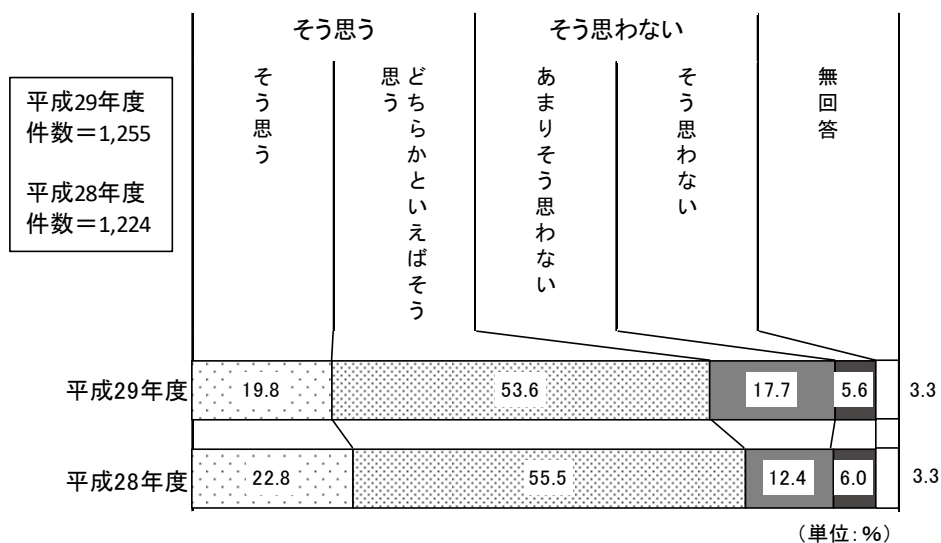 そう思う
そう思わない
そう思う
どちらかといえばそう
思う
あまりそう思わない
そう思わない
無回答
平成29年度
件数＝1,255
平成28年度
件数＝1,224
平成29年度
19.8
53.6
17.7
5.6
3.3
平成28年度
22.8
55.5
12.4
6.0
3.3
（単位：％）